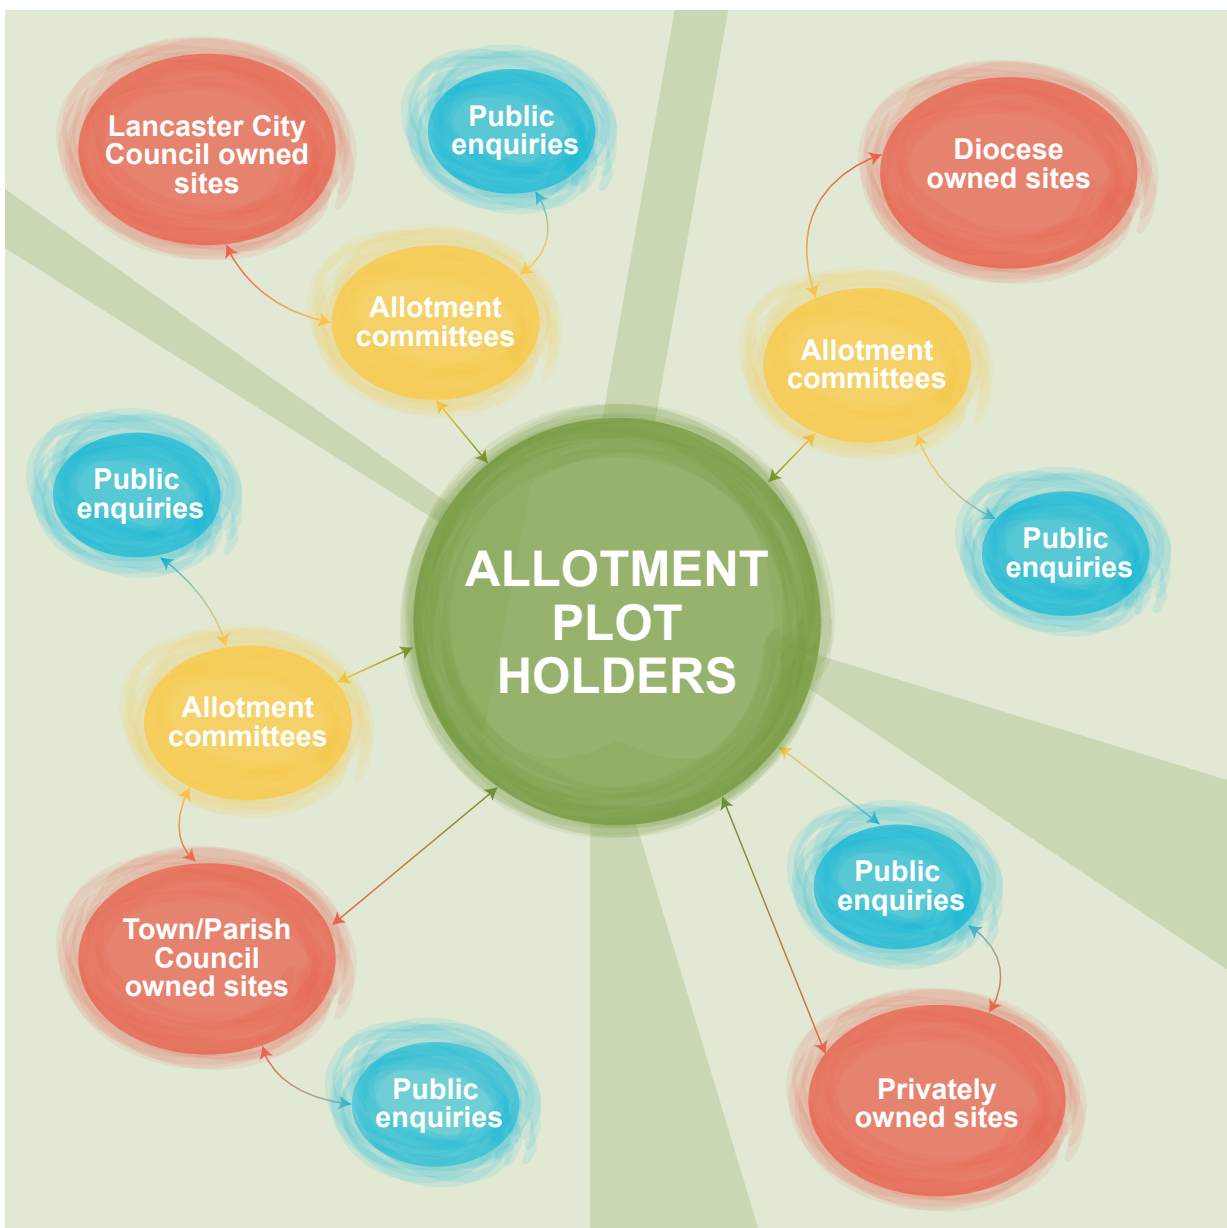 Lancaster City
Council owned
sites
Public
enquiries
Diocese
owned sites
Allotment
committees
Allotment
committees
Public
enquiries
Public
enquiries
ALLOTMENT
PLOT
HOLDERS
Allotment
committees
Public
enquiries
Town/Parish
Council
owned sites
Public
enquiries
Privately
owned sites